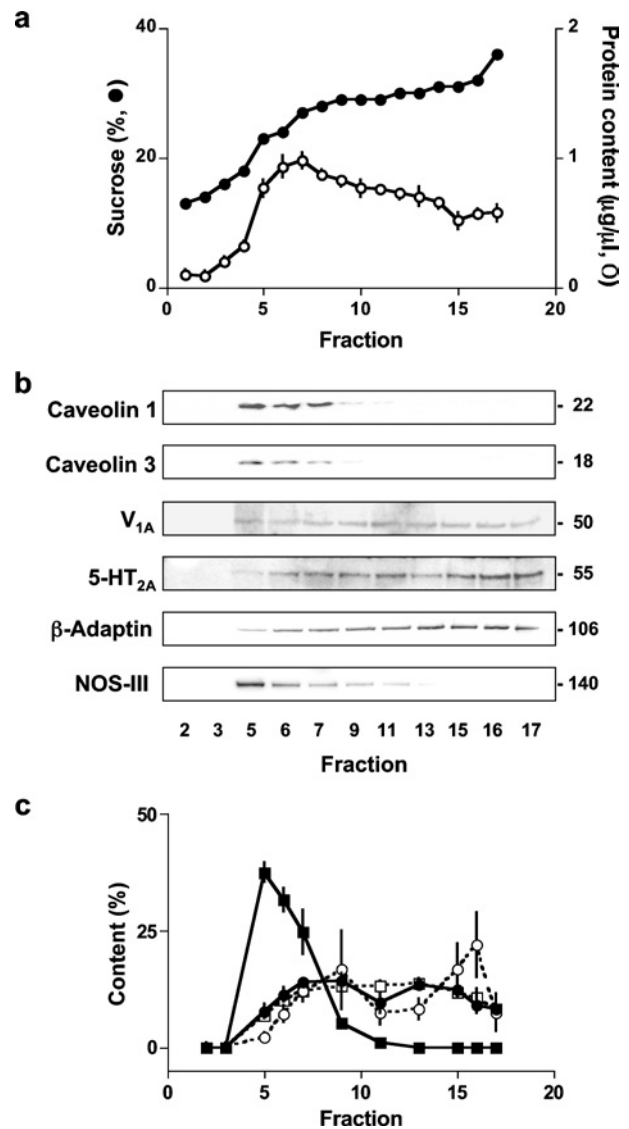 a
40
20
0
Sucrose (%, ●)
2
1
0
Protein content (μg/μl, O)
0 5 10 15 20
Fraction
b
Caveolin 1 - 22
Caveolin 3 - 18
V1A - 50
5-HT2A - 55
β-Adaptin - 106
NOS-III - 140
2 3 5 6 7 9 11 13 15 16 17
Fraction
c
50
25
0
Content (%)
0 5 10 15 20
Fraction